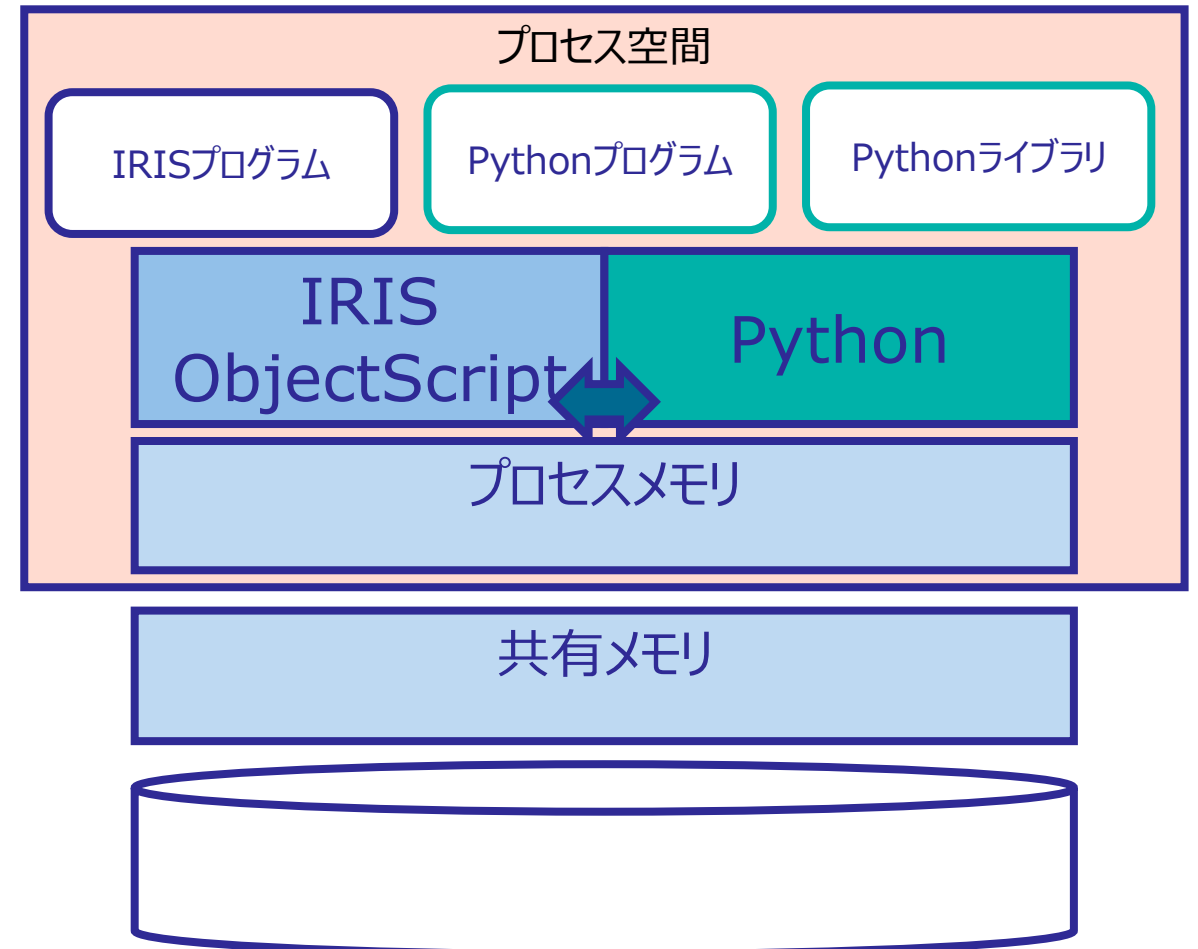 プロセス空間
IRISプログラム
Pythonプログラム
Pythonライブラリ
IRIS
ObjectScript
Python
プロセスメモリ
共有メモリ